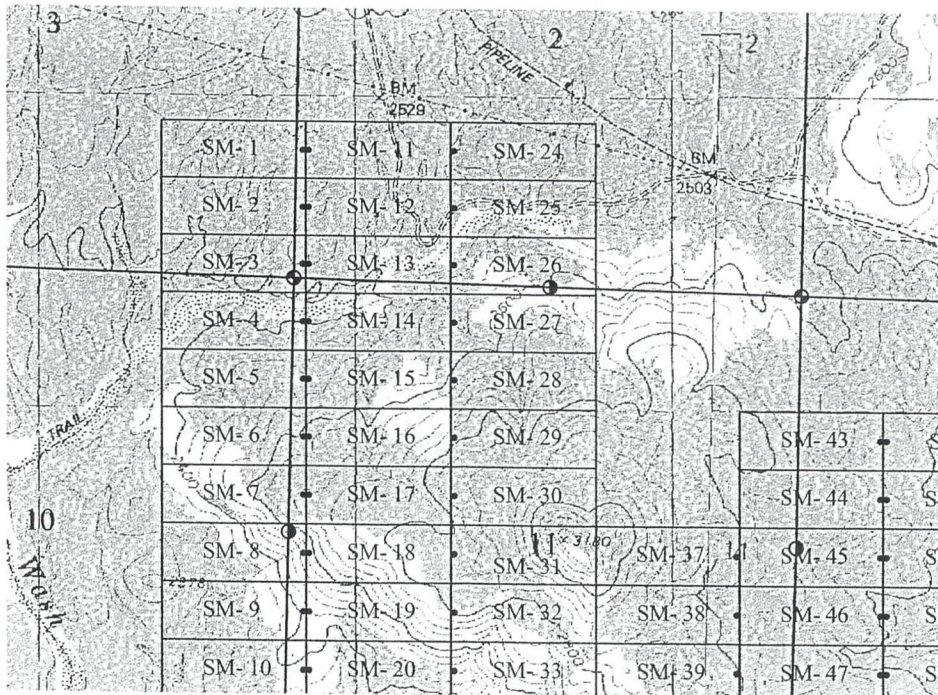 3
2
2
PIPELINE
2600
BM
2529
SM- 1 SM- 11 SM- 24
BM
2503
SM- 2 SM- 12 SM- 25
SM- 3 SM- 13 SM- 26
SM- 4 SM- 14 SM- 27
SM- 5 SM- 15 SM- 28
TRAIL
SM- 6 SM- 16 SM- 29 SM- 43
SM- 7 SM- 17 SM- 30 SM- 44
10
11 × 3180
SM- 8 SM- 18 SM- 31 SM- 37 SM- 45
Wash
SM- 9 SM- 19 SM- 32 SM- 38 SM- 46
SM- 10 SM- 20 SM- 33 SM- 39 SM- 47